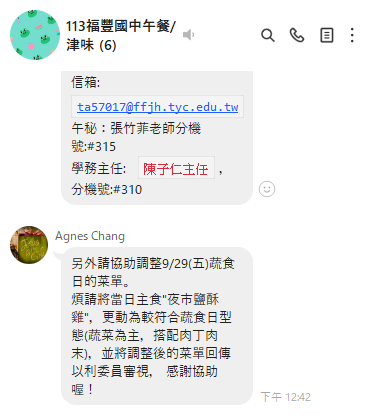 113福豐國中午餐/
津味 (6)
信箱:
ta57017@ffjh.tyc.edu.tw
午秘：張竹菲老師分機
號:#315
學務主任: 陳子仁主任 ，
分機號:#310
Agnes Chang
另外請協助調整9/29(五)蔬食
日的菜單。
煩請將當日主食"夜市鹽酥
雞"，更動為較符合蔬食日型
態(蔬菜為主，搭配肉丁肉
末)，並將調整後的菜單回傳
以利委員審視，感謝協助
喔！
下午 12:42